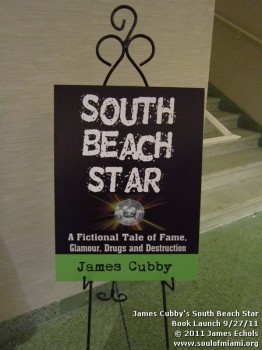 SOUTH
BEACH
STAR
A Fictional Tale of Fame,
Glamour, Drugs and Destruction
James Cubby
James Cubby's South Beach Star
Book Launch 9/27/11
© 2011 James Echols
www.soulofmiami.org